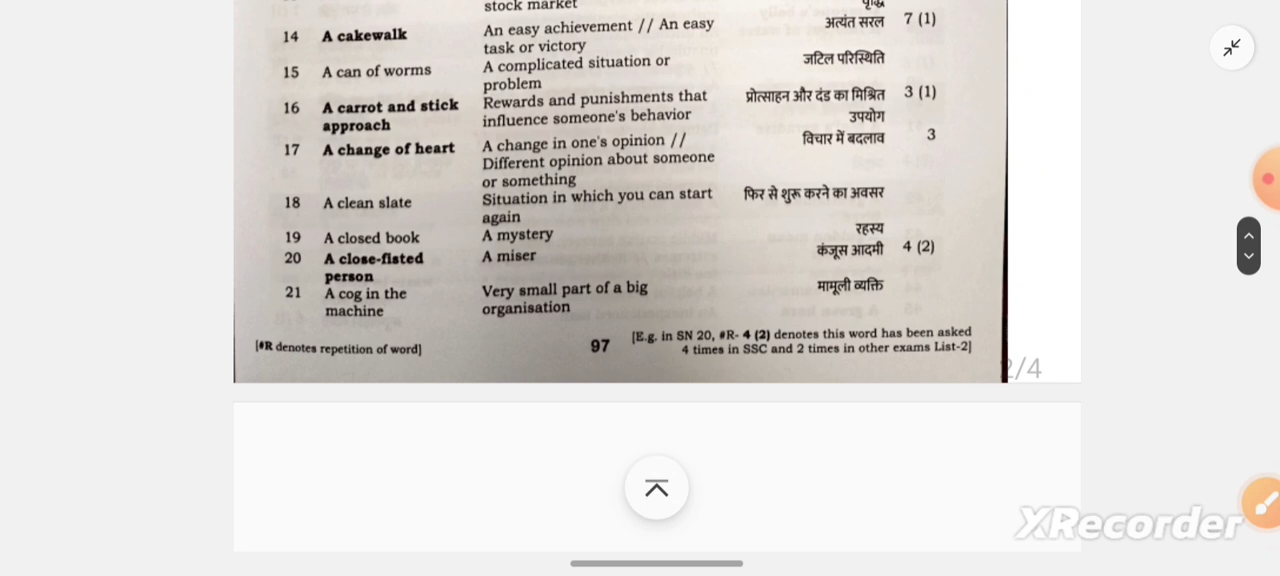 stock market
वृद्धि
14 A cakewalk An easy achievement // An easy अत्यंत सरल 7 (1)
task or victory
15 A can of worms A complicated situation or जटिल परिस्थिति
problem
16 A carrot and stick Rewards and punishments that प्रोत्साहन और दंड का मिश्रित 3 (1)
approach influence someone's behavior उपयोग
17 A change of heart A change in one's opinion // विचार में बदलाव 3
Different opinion about someone
or something
18 A clean slate Situation in which you can start फिर से शुरू करने का अवसर
again
19 A closed book A mystery रहस्य
20 A close-fisted A miser कंजूस आदमी 4 (2)
person
21 A cog in the Very small part of a big मामूली व्यक्ति
machine organisation
[#R denotes repetition of word] 97 [E.g. in SN 20, #R- 4 (2) denotes this word has been asked
4 times in SSC and 2 times in other exams List-2]
2/4
XRecorder